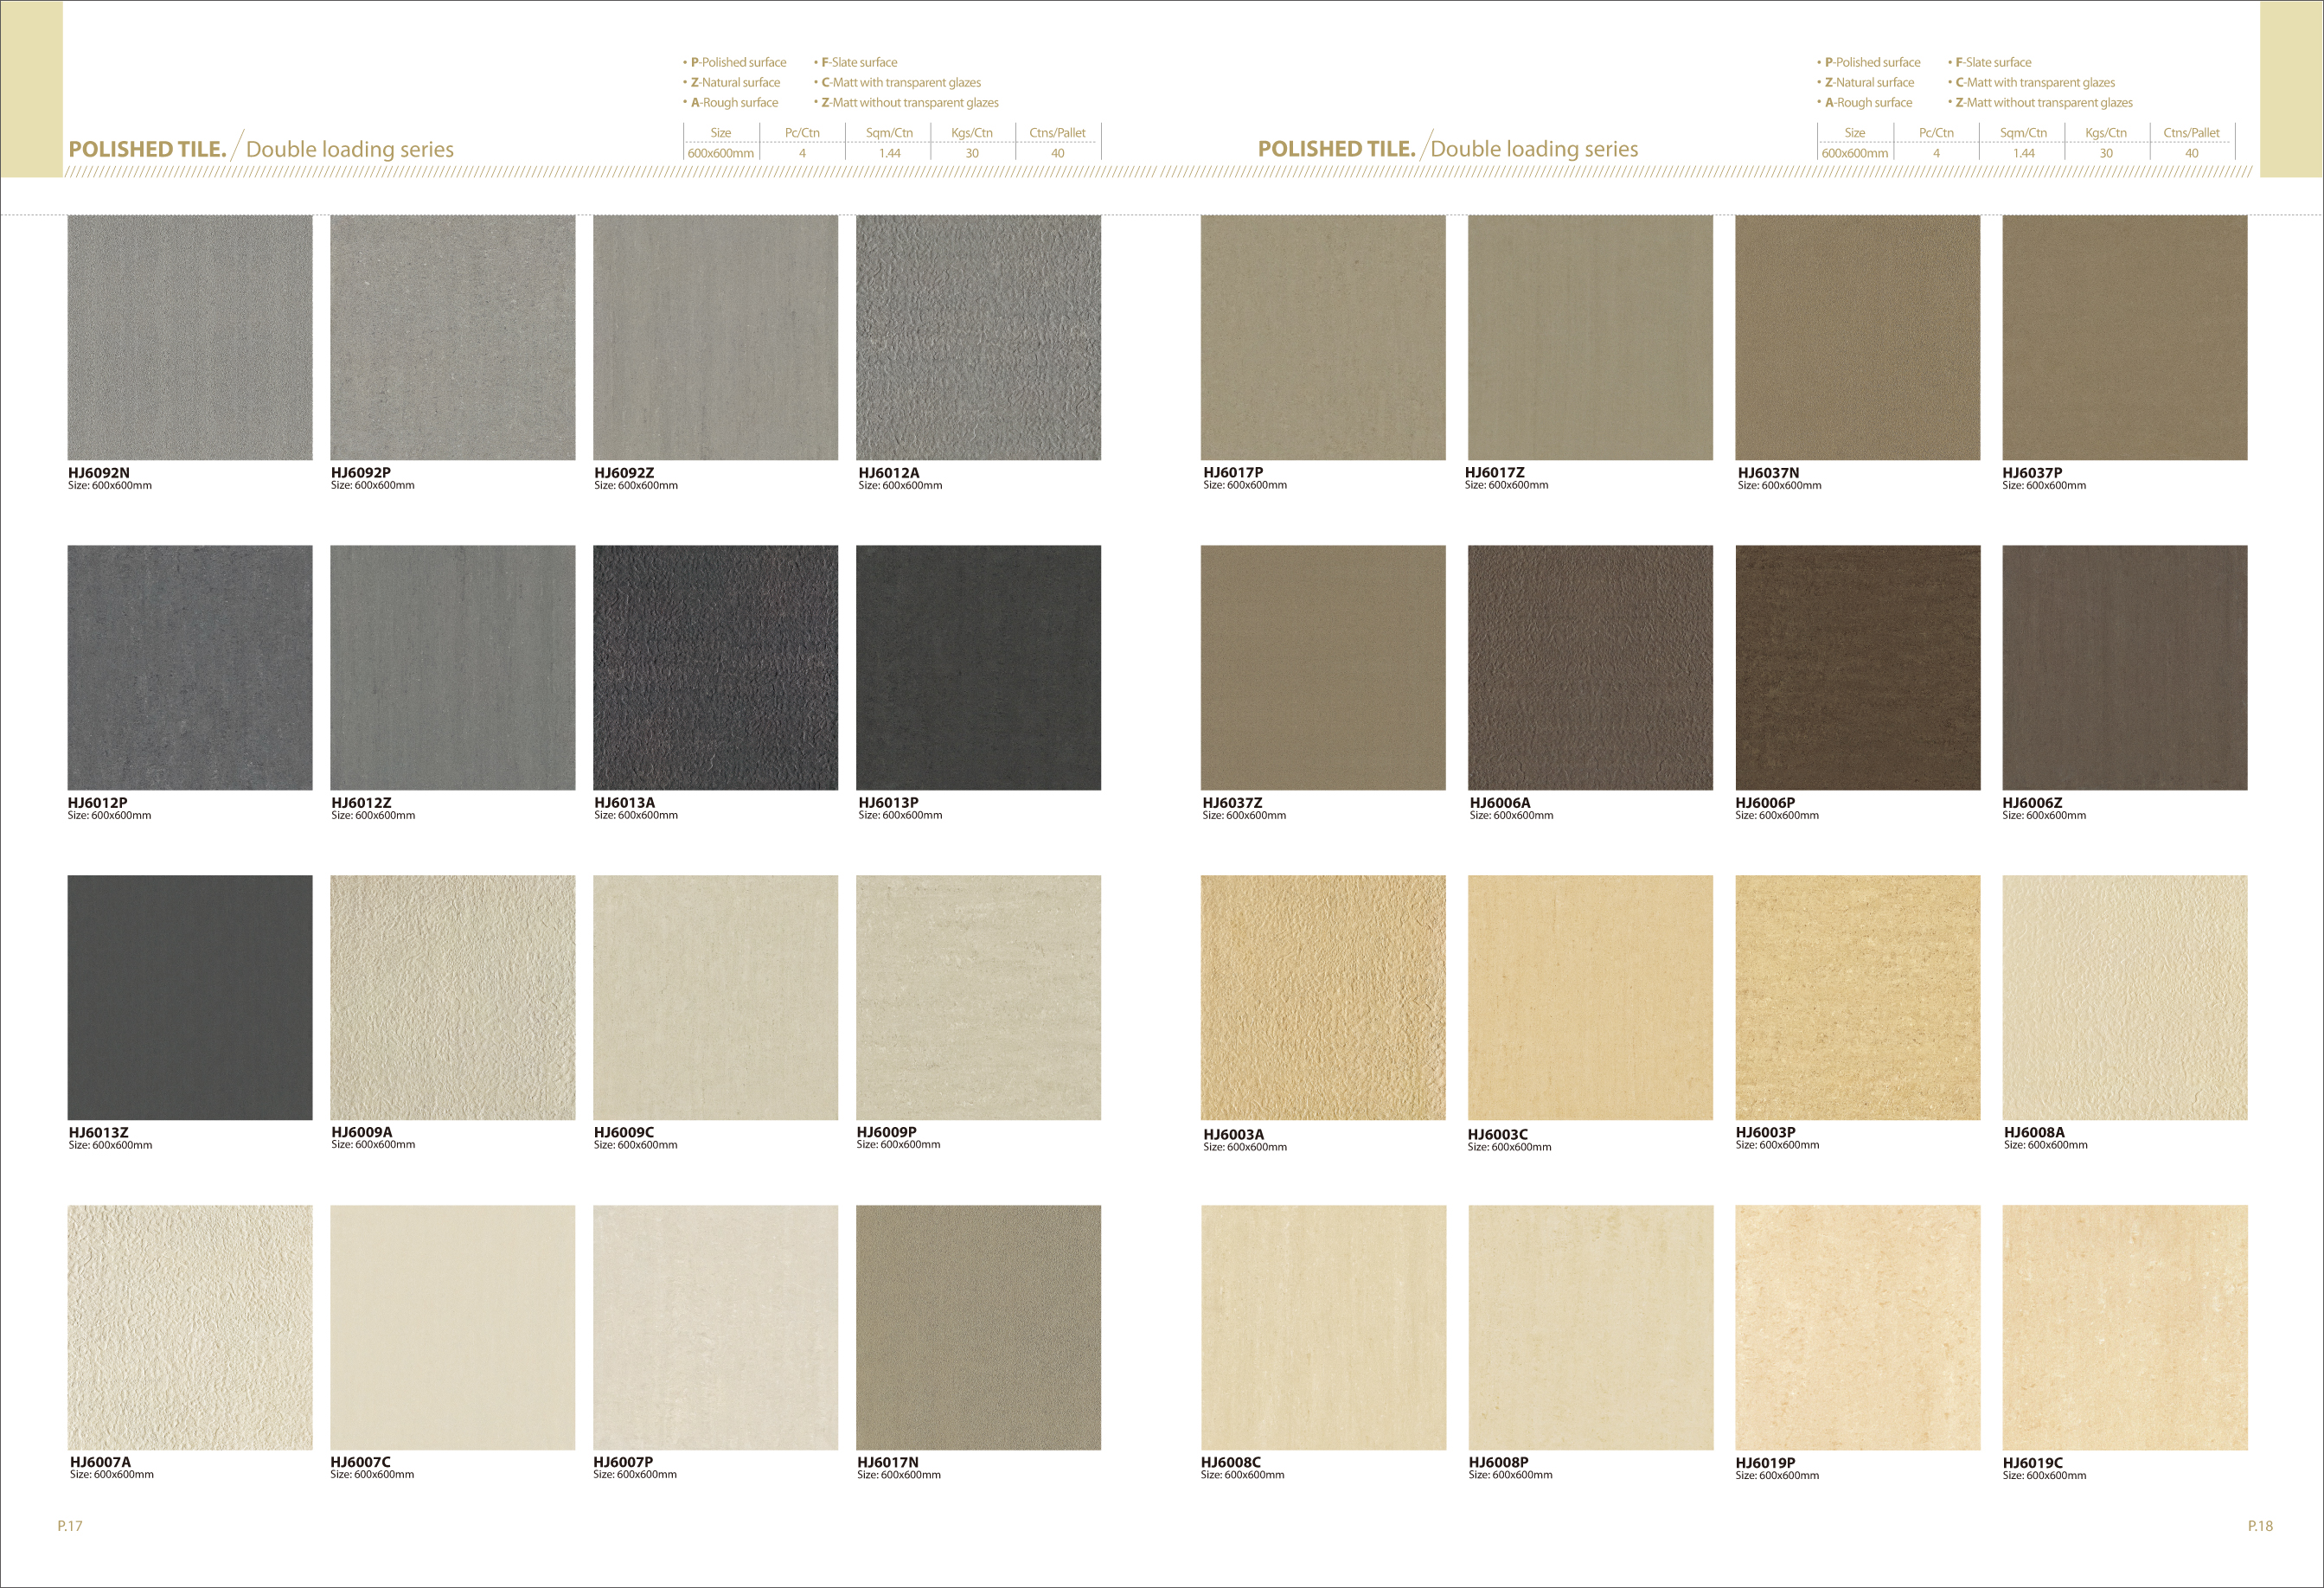 • P-Polished surface • F-Slate surface
• Z-Natural surface • C-Matt with transparent glazes
• A-Rough surface • Z-Matt without transparent glazes
POLISHED TILE. / Double loading series
Size Pc/Ctn Sqm/Ctn Kgs/Ctn Ctns/Pallet
600x600mm 4 1.44 30 40
HJ6092N HJ6092P HJ6092Z HJ6012A
Size: 600x600mm Size: 600x600mm Size: 600x600mm Size: 600x600mm
HJ6012P HJ6012Z HJ6013A HJ6013P
Size: 600x600mm Size: 600x600mm Size: 600x600mm Size: 600x600mm
HJ6013Z HJ6009A HJ6009C HJ6009P
Size: 600x600mm Size: 600x600mm Size: 600x600mm Size: 600x600mm
HJ6007A HJ6007C HJ6007P HJ6017N
Size: 600x600mm Size: 600x600mm Size: 600x600mm Size: 600x600mm
P.17
• P-Polished surface • F-Slate surface
• Z-Natural surface • C-Matt with transparent glazes
• A-Rough surface • Z-Matt without transparent glazes
POLISHED TILE. / Double loading series
Size Pc/Ctn Sqm/Ctn Kgs/Ctn Ctns/Pallet
600x600mm 4 1.44 30 40
HJ6017P HJ6017Z HJ6037N HJ6037P
Size: 600x600mm Size: 600x600mm Size: 600x600mm Size: 600x600mm
HJ6037Z HJ6006A HJ6006P HJ6006Z
Size: 600x600mm Size: 600x600mm Size: 600x600mm Size: 600x600mm
HJ6003A HJ6003C HJ6003P HJ6008A
Size: 600x600mm Size: 600x600mm Size: 600x600mm Size: 600x600mm
HJ6008C HJ6008P HJ6019P HJ6019C
Size: 600x600mm Size: 600x600mm Size: 600x600mm Size: 600x600mm
P.18